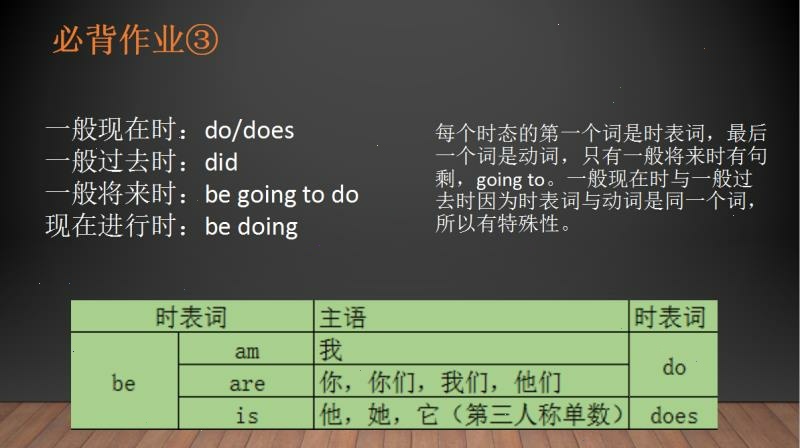 必背作业③
一般现在时：do/does
一般过去时：did
一般将来时：be going to do
现在进行时：be doing
每个时态的第一个词是时表词，最后
一个词是动词，只有一般将来时有句
剩，going to。一般现在时与一般过
去时因为时表词与动词是同一个词，
所以有特殊性。
时表词 主语 时表词
be am 我 do
are 你，你们，我们，他们
is 他，她，它（第三人称单数） does